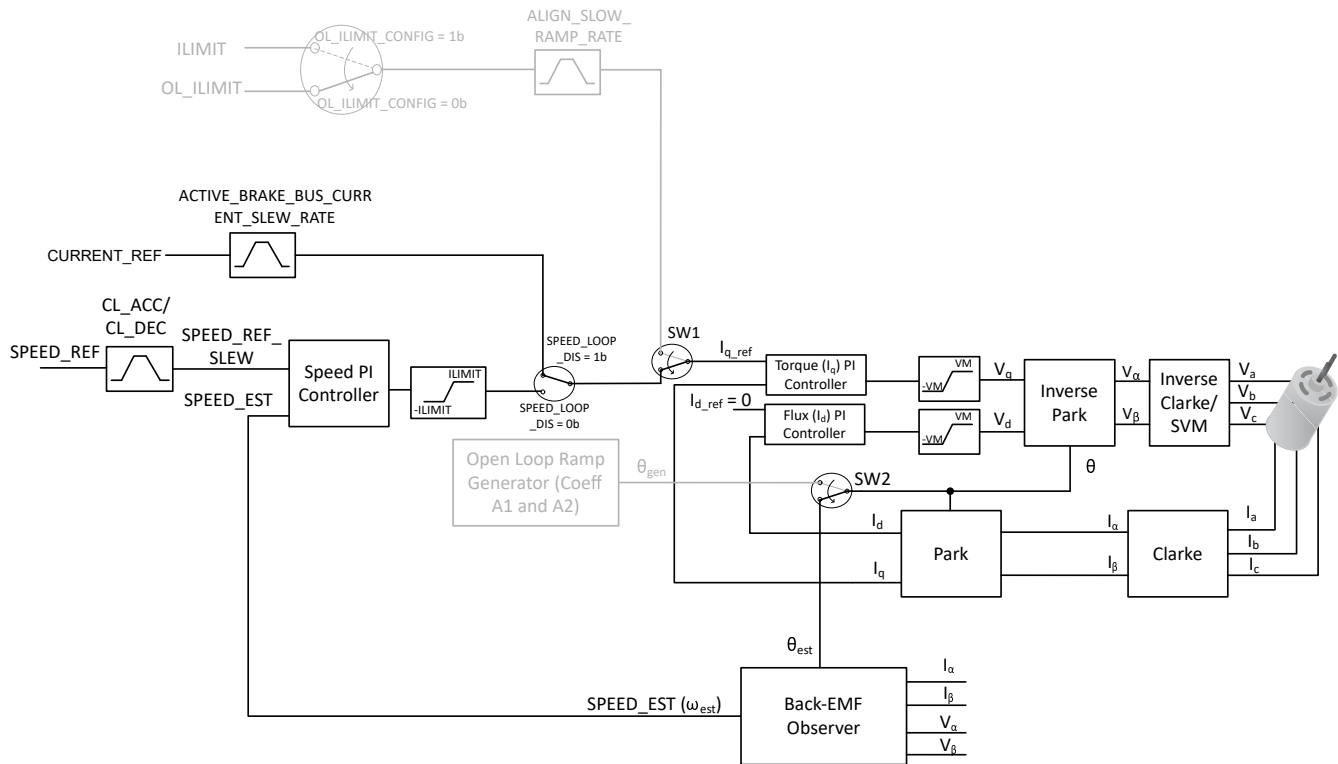 ALIGN_SLOW_
RAMP_RATE
OL_ILIMIT_CONFIG = 1b
ILIMIT
OL_ILIMIT
OL_ILIMIT_CONFIG = 0b
ACTIVE_BRAKE_BUS_CURR
ENT_SLEW_RATE
CURRENT_REF
CL_ACC/
CL_DEC
SPEED_REF
SPEED_REF_
SLEW
SPEED_EST
Speed PI
Controller
ILIMIT
-ILIMIT
SPEED_LOOP
_DIS = 1b
SPEED_LOOP
_DIS = 0b
SW1
Iq_ref
Torque (Iq) PI
Controller
Id_ref = 0
Flux (Id) PI
Controller
VM
-VM
Vq
VM
-VM
Vd
Inverse
Park
Vα
Vβ
Inverse
Clarke/
SVM
Va
Vb
Vc
Open Loop Ramp
Generator (Coeff
A1 and A2)
θgen
SW2
θ
Id
Iq
Park
Iα
Iβ
Clarke
Ia
Ib
Ic
θest
SPEED_EST (ωest)
Back-EMF
Observer
Iα
Iβ
Vα
Vβ